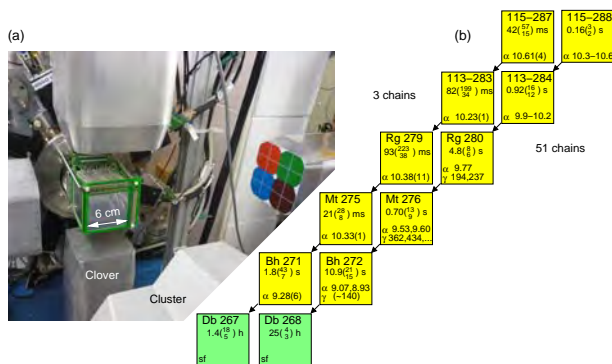 (a)
6 cm
Clover
Cluster
(b)
115–287
42(57/15) ms
α 10.61(4)
115–288
0.16(3/2) s
α 10.3–10.6
3 chains
113–283
82(199/34) ms
α 10.23(1)
113–284
0.92(16/12) s
α 9.9–10.2
51 chains
Rg 279
93(223/38) ms
α 10.38(11)
Rg 280
4.8(8/6) s
α 9.77
γ 194,237
Mt 275
21(28/8) ms
α 10.33(1)
Mt 276
0.70(13/9) s
α 9.53,9.60
γ 362,434,...
Bh 271
1.8(43/7) s
α 9.28(6)
Bh 272
10.9(21/15) s
α 9.07,8.93
γ (~140)
Db 267
1.4(18/5) h
sf
Db 268
25(4/3) h
sf